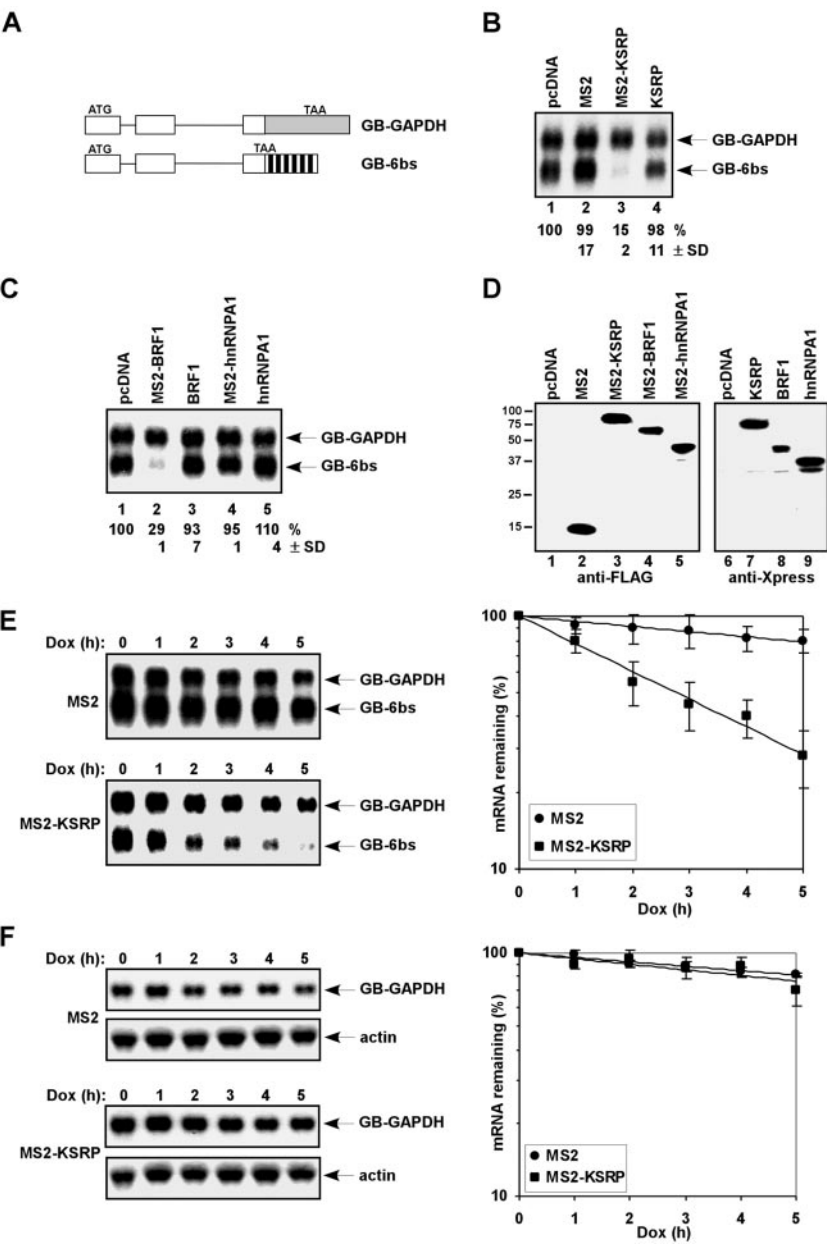 A
ATG
TAA
GB-GAPDH
ATG
TAA
GB-6bs
B
pcDNA
MS2
MS2-KSRP
KSRP
GB-GAPDH
GB-6bs
1 2 3 4
100 99 15 98 %
17 2 11 ± SD
C
pcDNA
MS2-BRF1
BRF1
MS2-hnRNPA1
hnRNPA1
GB-GAPDH
GB-6bs
1 2 3 4 5
100 29 93 95 110 %
1 7 1 4 ± SD
D
pcDNA
MS2
MS2-KSRP
MS2-BRF1
MS2-hnRNPA1
pcDNA
KSRP
BRF1
hnRNPA1
100
75
50
37
25
15
1 2 3 4 5
6 7 8 9
anti-FLAG
anti-Xpress
E
Dox (h): 0 1 2 3 4 5
MS2
GB-GAPDH
GB-6bs
Dox (h): 0 1 2 3 4 5
MS2-KSRP
GB-GAPDH
GB-6bs
mRNA remaining (%)
100
10
MS2
MS2-KSRP
0 1 2 3 4 5
Dox (h)
F
Dox (h): 0 1 2 3 4 5
MS2
GB-GAPDH
actin
Dox (h): 0 1 2 3 4 5
MS2-KSRP
GB-GAPDH
actin
mRNA remaining (%)
100
10
MS2
MS2-KSRP
0 1 2 3 4 5
Dox (h)